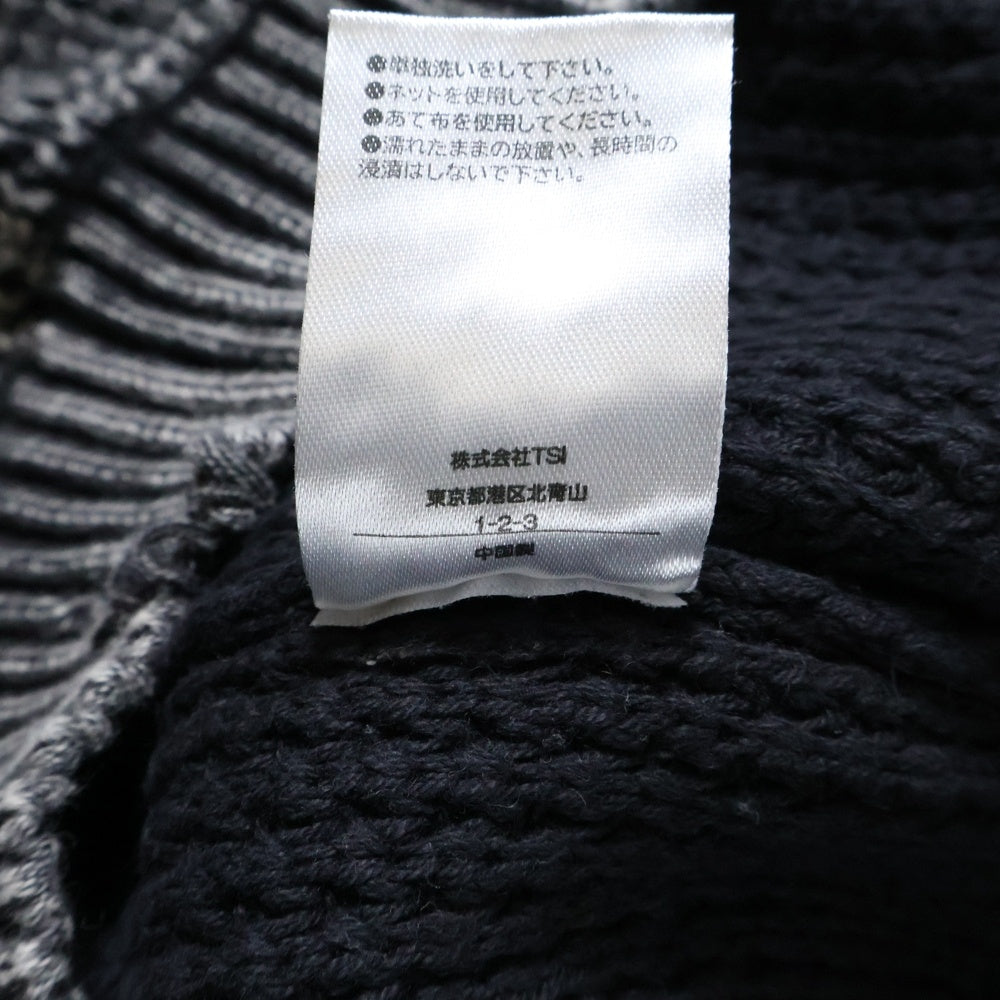 ●単独洗いをして下さい。
●ネットを使用してください。
●あて布を使用してください。
●濡れたままの放置や、長時間の
浸漬はしないで下さい。
株式会社TSI
東京都港区北青山
1-2-3
中国製